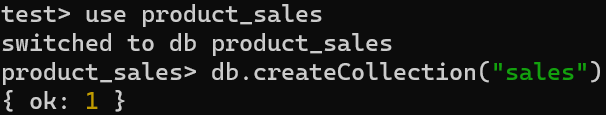 test> use product_sales
switched to db product_sales
product_sales> db.createCollection("sales")
{ ok: 1 }